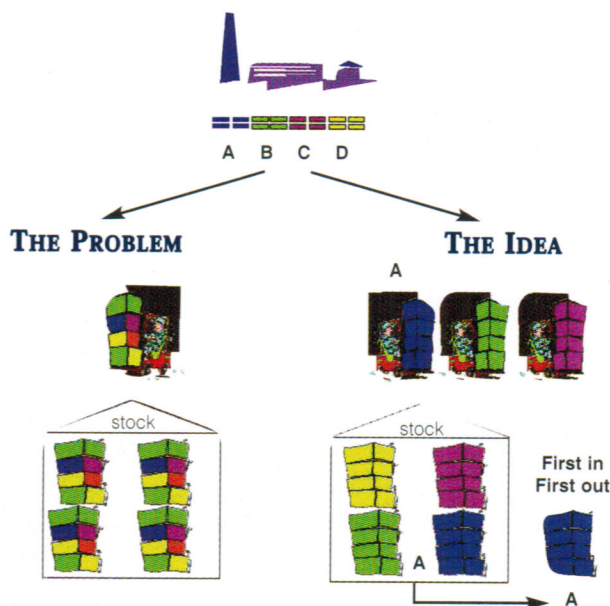 A B C D
THE PROBLEM
THE IDEA
A
stock
stock
First in
First out
A
A